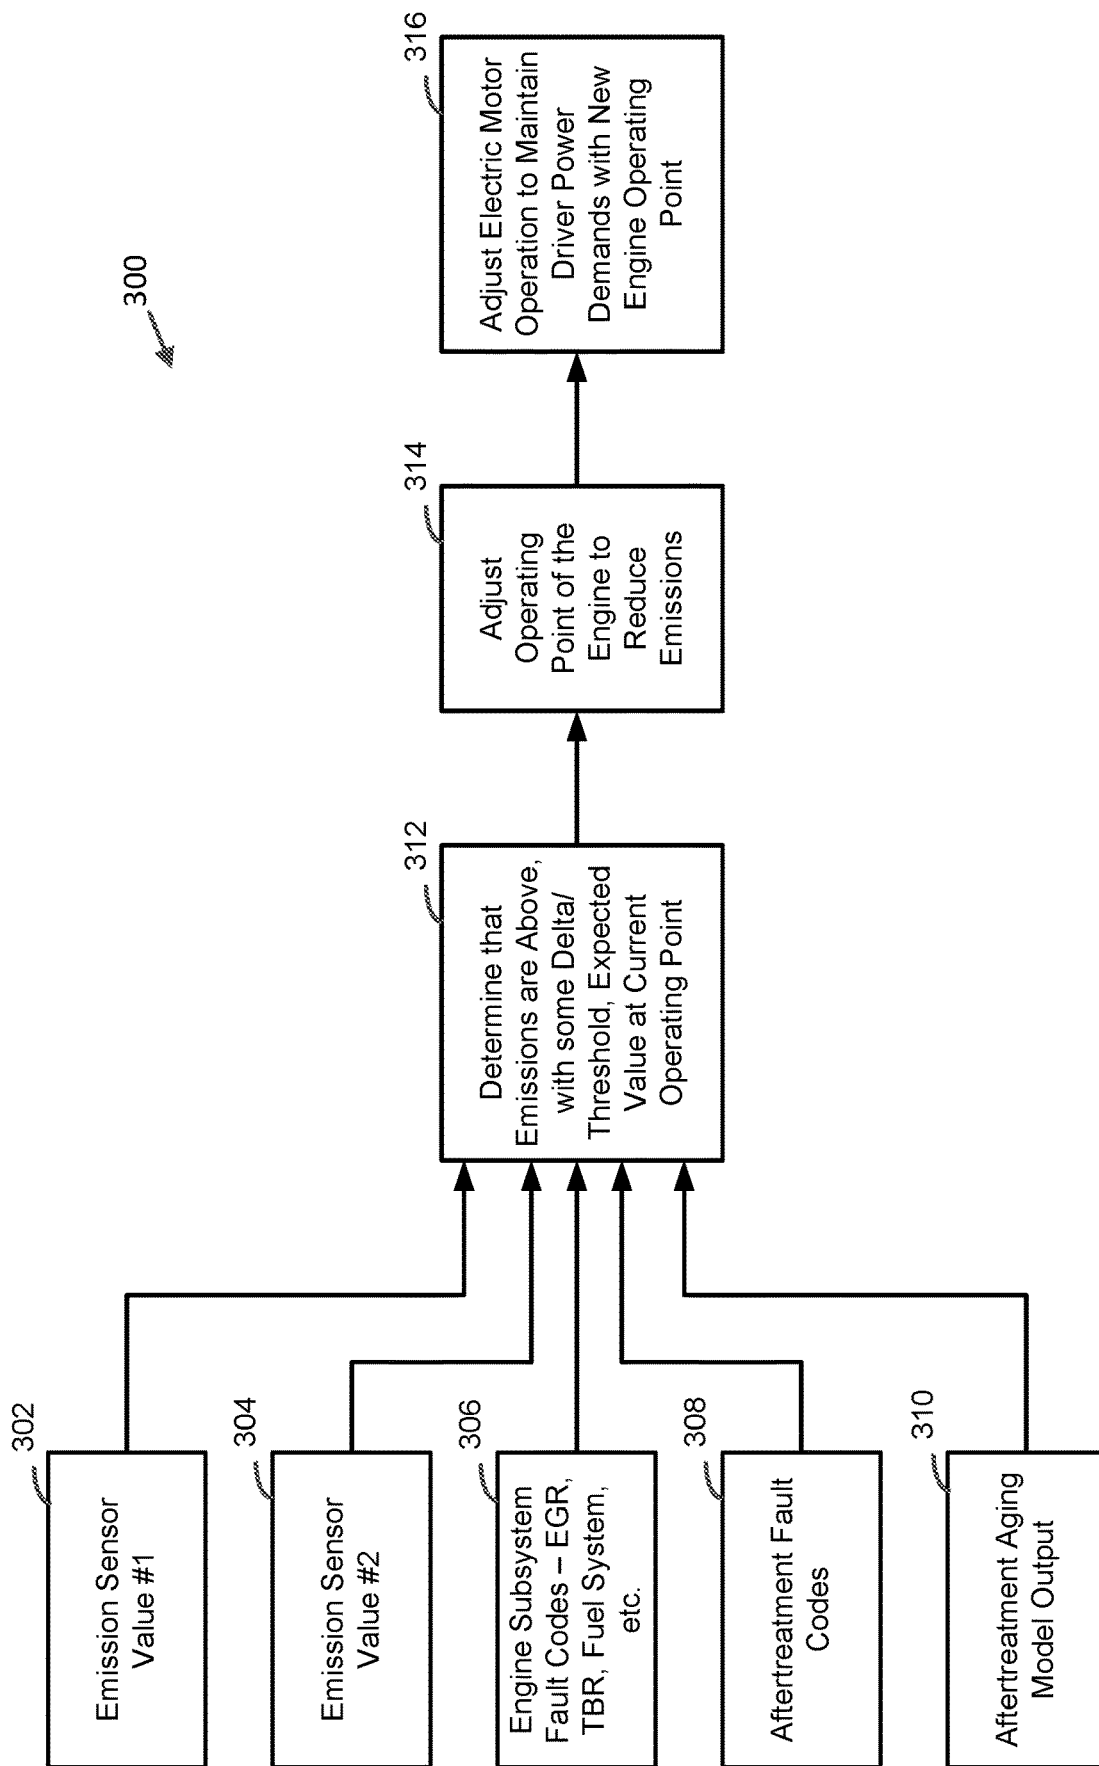 300
302
Emission Sensor
Value #1
304
Emission Sensor
Value #2
306
Engine Subsystem
Fault Codes – EGR,
TBR, Fuel System,
etc.
308
Aftertreatment Fault
Codes
310
Aftertreatment Aging
Model Output
312
Determine that
Emissions are Above,
with some Delta/
Threshold, Expected
Value at Current
Operating Point
314
Adjust
Operating
Point of the
Engine to
Reduce
Emissions
316
Adjust Electric Motor
Operation to Maintain
Driver Power
Demands with New
Engine Operating
Point